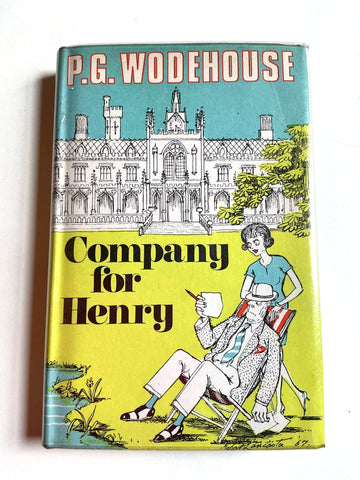 P.G. WODEHOUSE
Company
for
Henry